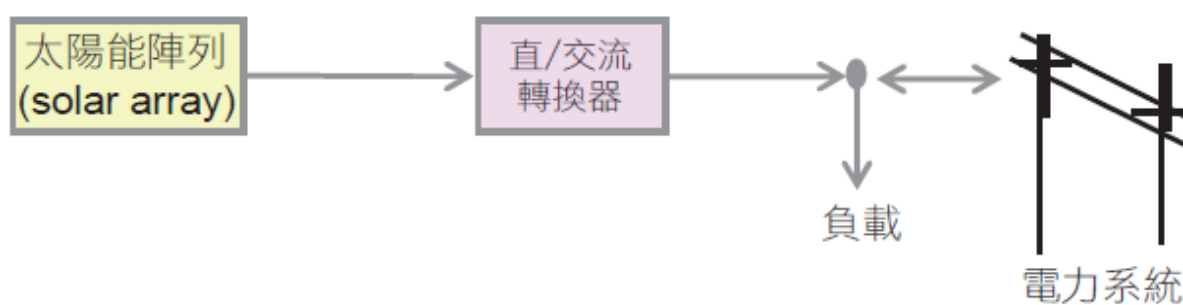 太陽能陣列
(solar array)
直/交流
轉換器
負載
電力系統